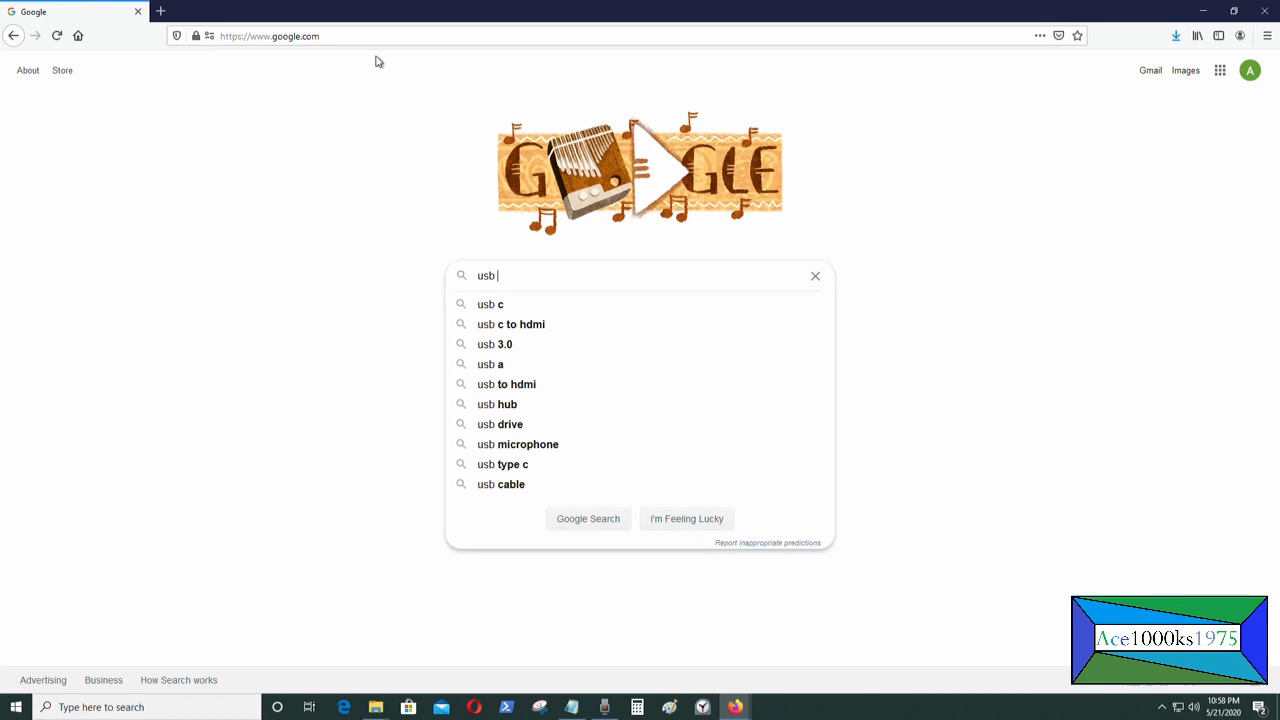 Google
https://www.google.com
About Store
Gmail Images A
usb
usb c
usb c to hdmi
usb 3.0
usb a
usb to hdmi
usb hub
usb drive
usb microphone
usb type c
usb cable
Google Search I'm Feeling Lucky
Report inappropriate predictions
Ace1000ks1975
Advertising Business How Search works
Type here to search
10:58 PM
5/21/2020
2